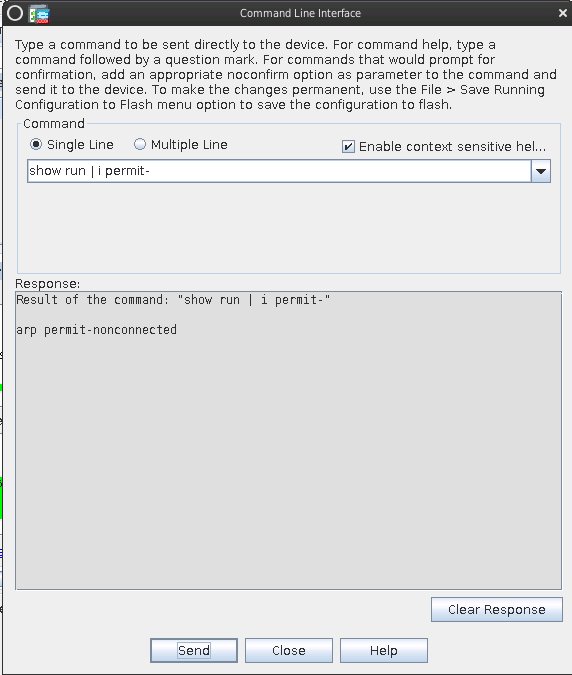 Command Line Interface
Type a command to be sent directly to the device. For command help, type a
command followed by a question mark. For commands that would prompt for
confirmation, add an appropriate noconfirm option as parameter to the command and
send it to the device. To make the changes permanent, use the File > Save Running
Configuration to Flash menu option to save the configuration to flash.
Command
Single Line Multiple Line Enable context sensitive hel...
show run | i permit-
Response:
Result of the command: "show run | i permit-"
arp permit-nonconnected
Clear Response
Send Close Help